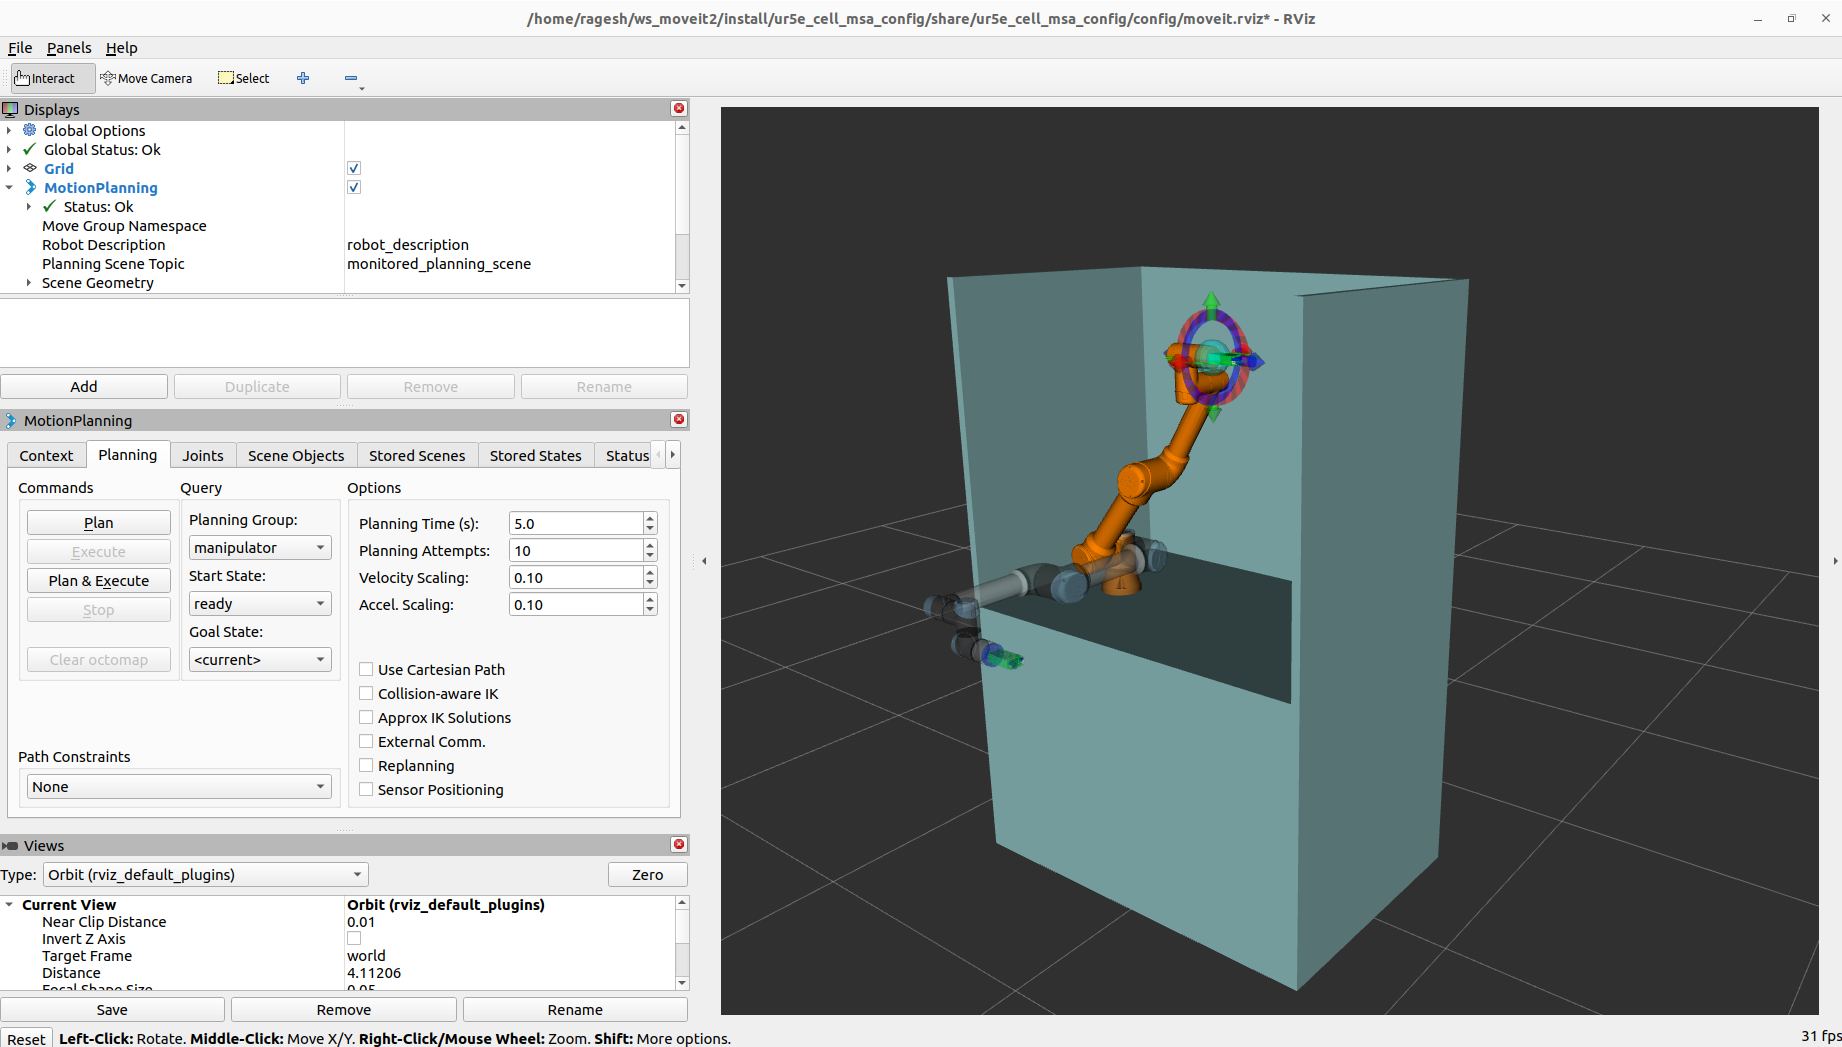 /home/ragesh/ws_moveit2/install/ur5e_cell_msa_config/share/ur5e_cell_msa_config/config/moveit.rviz* - RViz
File Panels Help
Interact Move Camera Select
Displays
Global Options
Global Status: Ok
Grid
MotionPlanning
Status: Ok
Move Group Namespace
Robot Description robot_description
Planning Scene Topic monitored_planning_scene
Scene Geometry
Add Duplicate Remove Rename
MotionPlanning
Context Planning Joints Scene Objects Stored Scenes Stored States Status
Commands Query Options
Plan
Execute
Plan & Execute
Stop
Clear octomap
Planning Group:
manipulator
Start State:
ready
Goal State:
<current>
Planning Time (s): 5.0
Planning Attempts: 10
Velocity Scaling: 0.10
Accel. Scaling: 0.10
Use Cartesian Path
Collision-aware IK
Approx IK Solutions
External Comm.
Replanning
Sensor Positioning
Path Constraints
None
Views
Type: Orbit (rviz_default_plugins) Zero
Current View Orbit (rviz_default_plugins)
Near Clip Distance 0.01
Invert Z Axis
Target Frame world
Distance 4.11206
Focal Shape Size 0.05
Save Remove Rename
Reset Left-Click: Rotate. Middle-Click: Move X/Y. Right-Click/Mouse Wheel: Zoom. Shift: More options. 31 fps